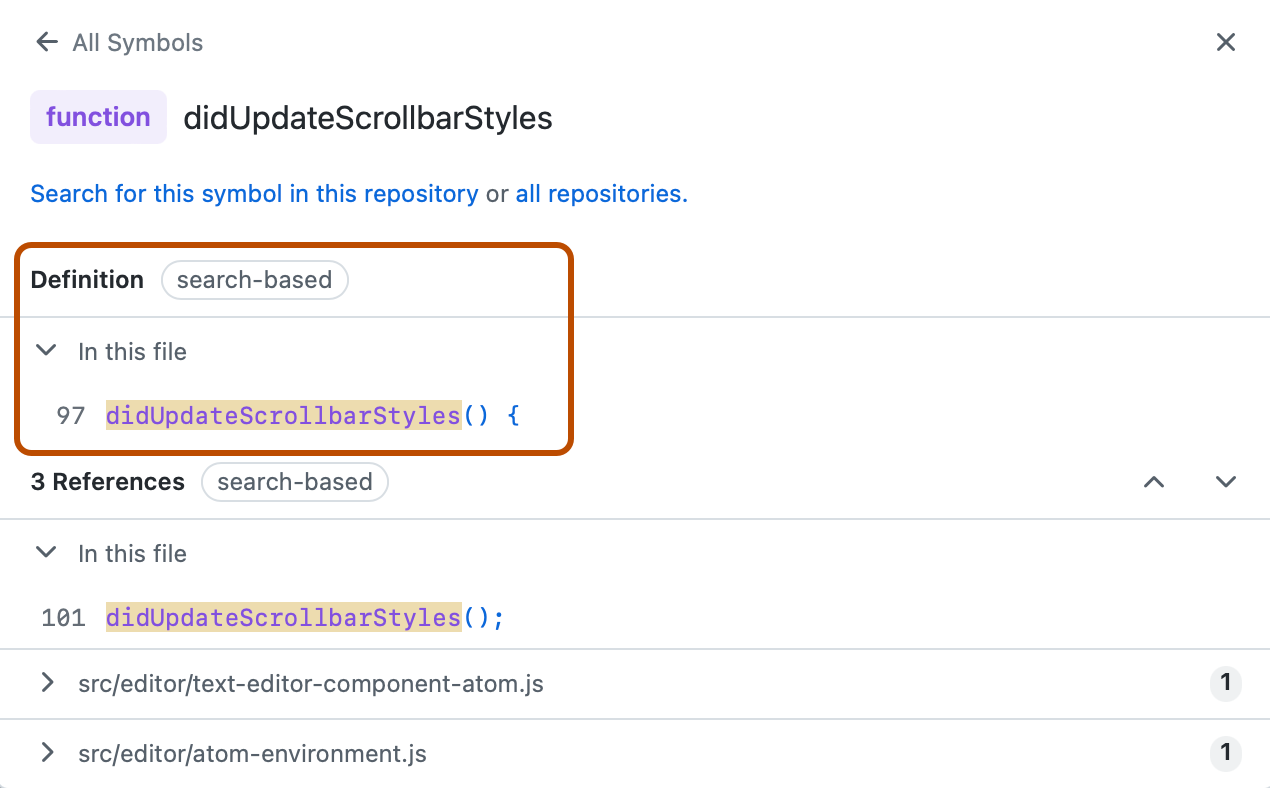 All Symbols
function didUpdateScrollbarStyles
Search for this symbol in this repository or all repositories.
Definition search-based
In this file
97 didUpdateScrollbarStyles() {
3 References search-based
In this file
101 didUpdateScrollbarStyles();
src/editor/text-editor-component-atom.js 1
src/editor/atom-environment.js 1